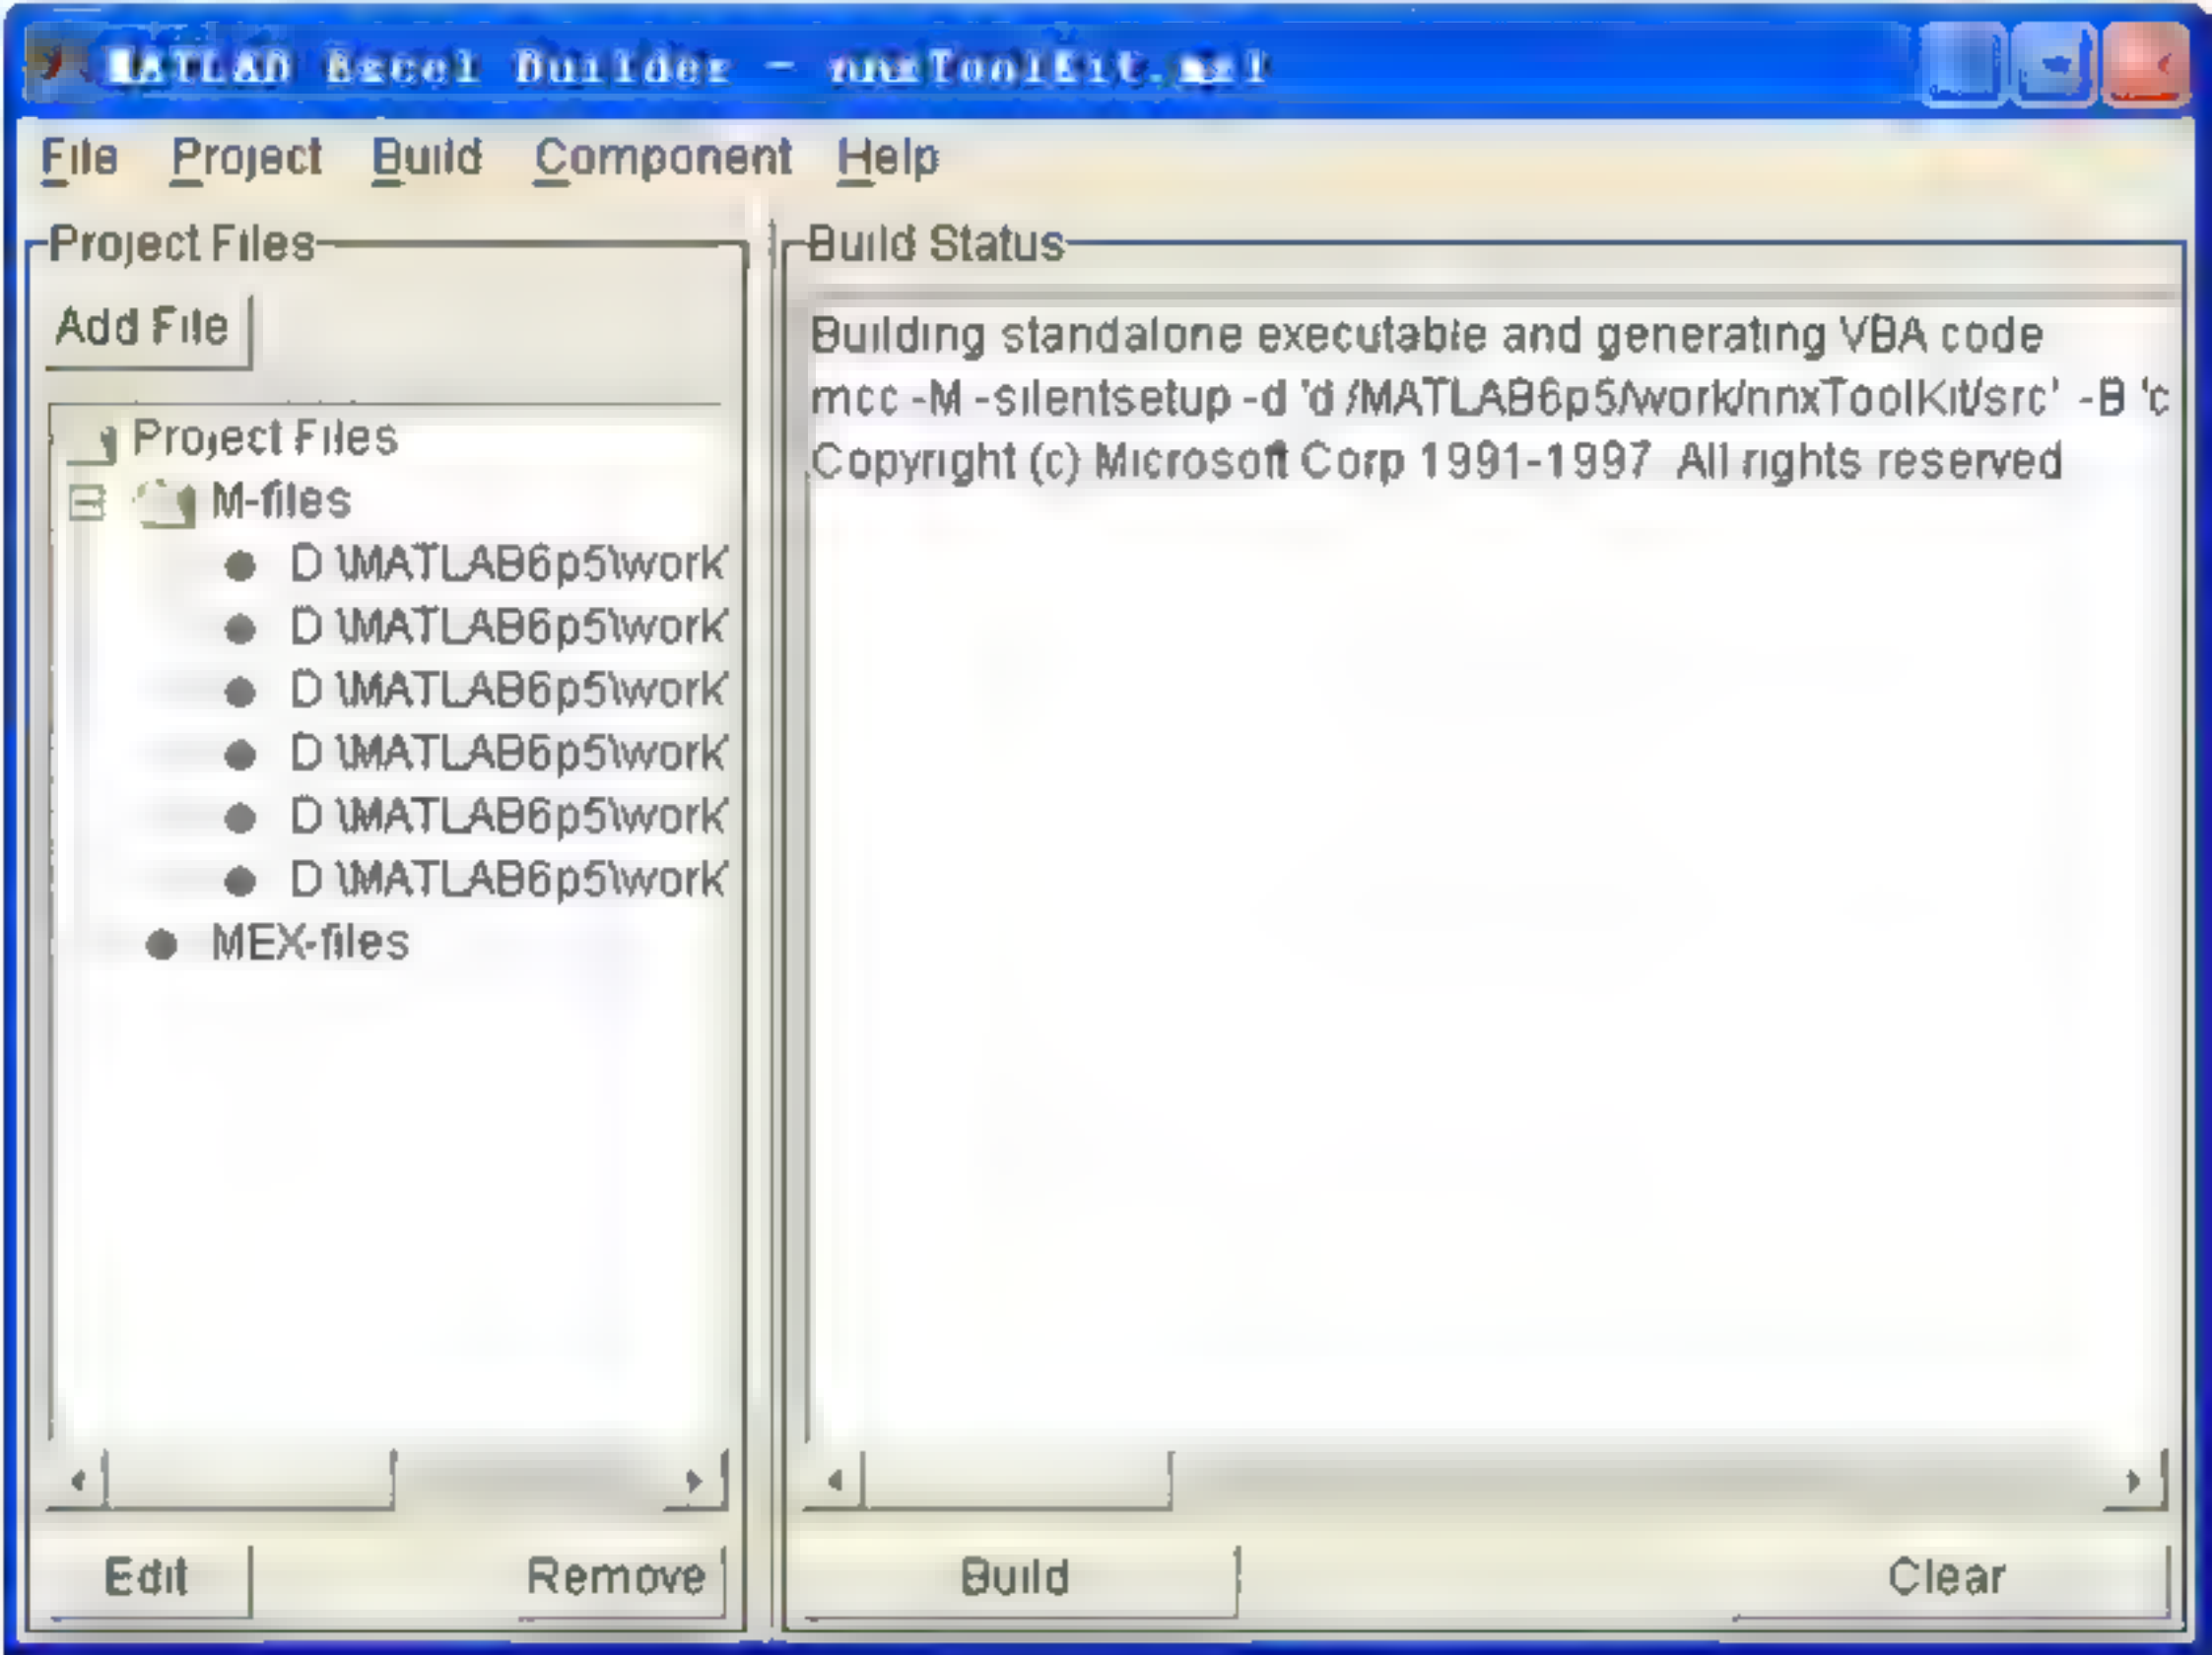 MATLAB Excel Builder - nnxToolKit.mxl
File Project Build Component Help
Project Files
Add File
Project Files
M-files
D \MATLAB6p5\work\
D \MATLAB6p5\work\
D \MATLAB6p5\work\
D \MATLAB6p5\work\
D \MATLAB6p5\work\
D \MATLAB6p5\work\
MEX-files
Edit Remove
Build Status
Building standalone executable and generating VBA code
mcc -M -silentsetup -d 'd /MATLAB6p5/work/nnxToolKit/src' -B 'c
Copyright (c) Microsoft Corp 1991-1997 All rights reserved
Build Clear